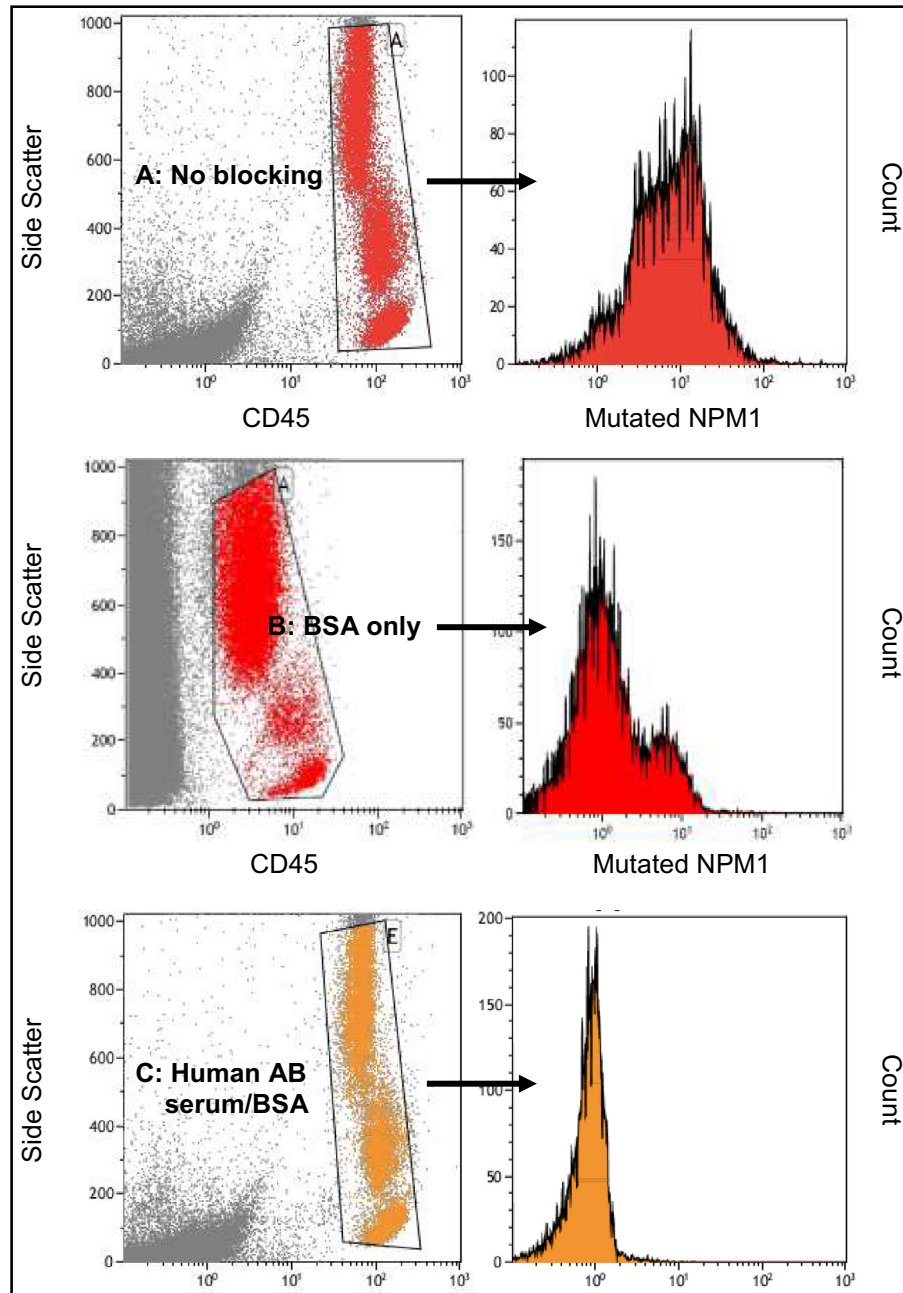 1000
800
600
400
200
0
Side Scatter
A
A: No blocking
10⁰ 10¹ 10² 10³
CD45
100
80
60
40
20
0
Count
10⁰ 10¹ 10² 10³
Mutated NPM1
1000
800
600
400
200
0
Side Scatter
A
B: BSA only
10⁰ 10¹ 10² 10³
CD45
150
100
50
0
Count
10⁰ 10¹ 10² 10³
Mutated NPM1
1000
800
600
400
200
0
Side Scatter
E
C: Human AB
serum/BSA
10⁰ 10¹ 10² 10³
200
150
100
50
0
Count
10⁰ 10¹ 10² 10³